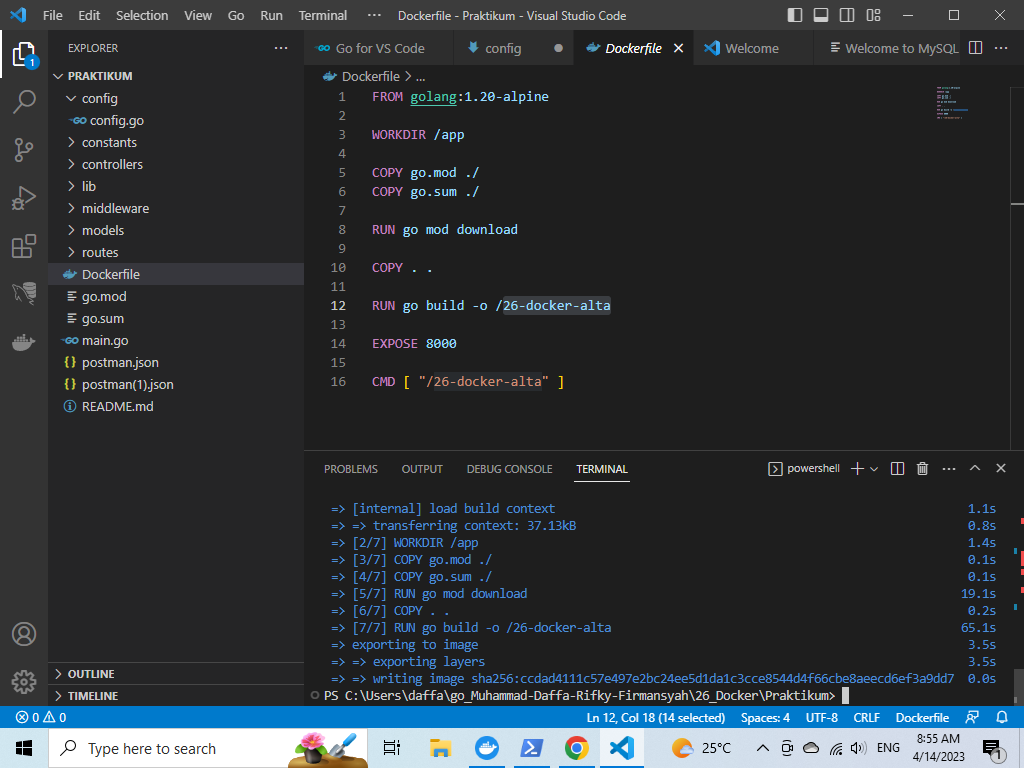 File Edit Selection View Go Run Terminal ··· Dockerfile - Praktikum - Visual Studio Code
EXPLORER ···
Go for VS Code config Dockerfile Welcome Welcome to MySQL ···
Dockerfile > ...
1
PRAKTIKUM
config
config.go
constants
controllers
lib
middleware
models
routes
Dockerfile
go.mod
go.sum
main.go
postman.json
postman(1).json
README.md
OUTLINE
TIMELINE
1 FROM golang:1.20-alpine
2
3 WORKDIR /app
4
5 COPY go.mod ./
6 COPY go.sum ./
7
8 RUN go mod download
9
10 COPY . .
11
12 RUN go build -o /26-docker-alta
13
14 EXPOSE 8000
15
16 CMD [ "/26-docker-alta" ]
PROBLEMS OUTPUT DEBUG CONSOLE TERMINAL powershell ···
=> [internal] load build context 1.1s
=> => transferring context: 37.13kB 0.8s
=> [2/7] WORKDIR /app 1.4s
=> [3/7] COPY go.mod ./ 0.1s
=> [4/7] COPY go.sum ./ 0.1s
=> [5/7] RUN go mod download 19.1s
=> [6/7] COPY . . 0.2s
=> [7/7] RUN go build -o /26-docker-alta 65.1s
=> exporting to image 3.5s
=> => exporting layers 3.5s
=> => writing image sha256:ccdad4111c57e497e2bc24ee5d1da1c3cce8544d4f66cbe8aeecd6ef3a9dd7 0.0s
PS C:\Users\daffa\go_Muhammad-Daffa-Rifky-Firmansyah\26_Docker\Praktikum>
0 0 Ln 12, Col 18 (14 selected) Spaces: 4 UTF-8 CRLF Dockerfile
Type here to search 25°C ENG 8:55 AM
4/14/2023 1